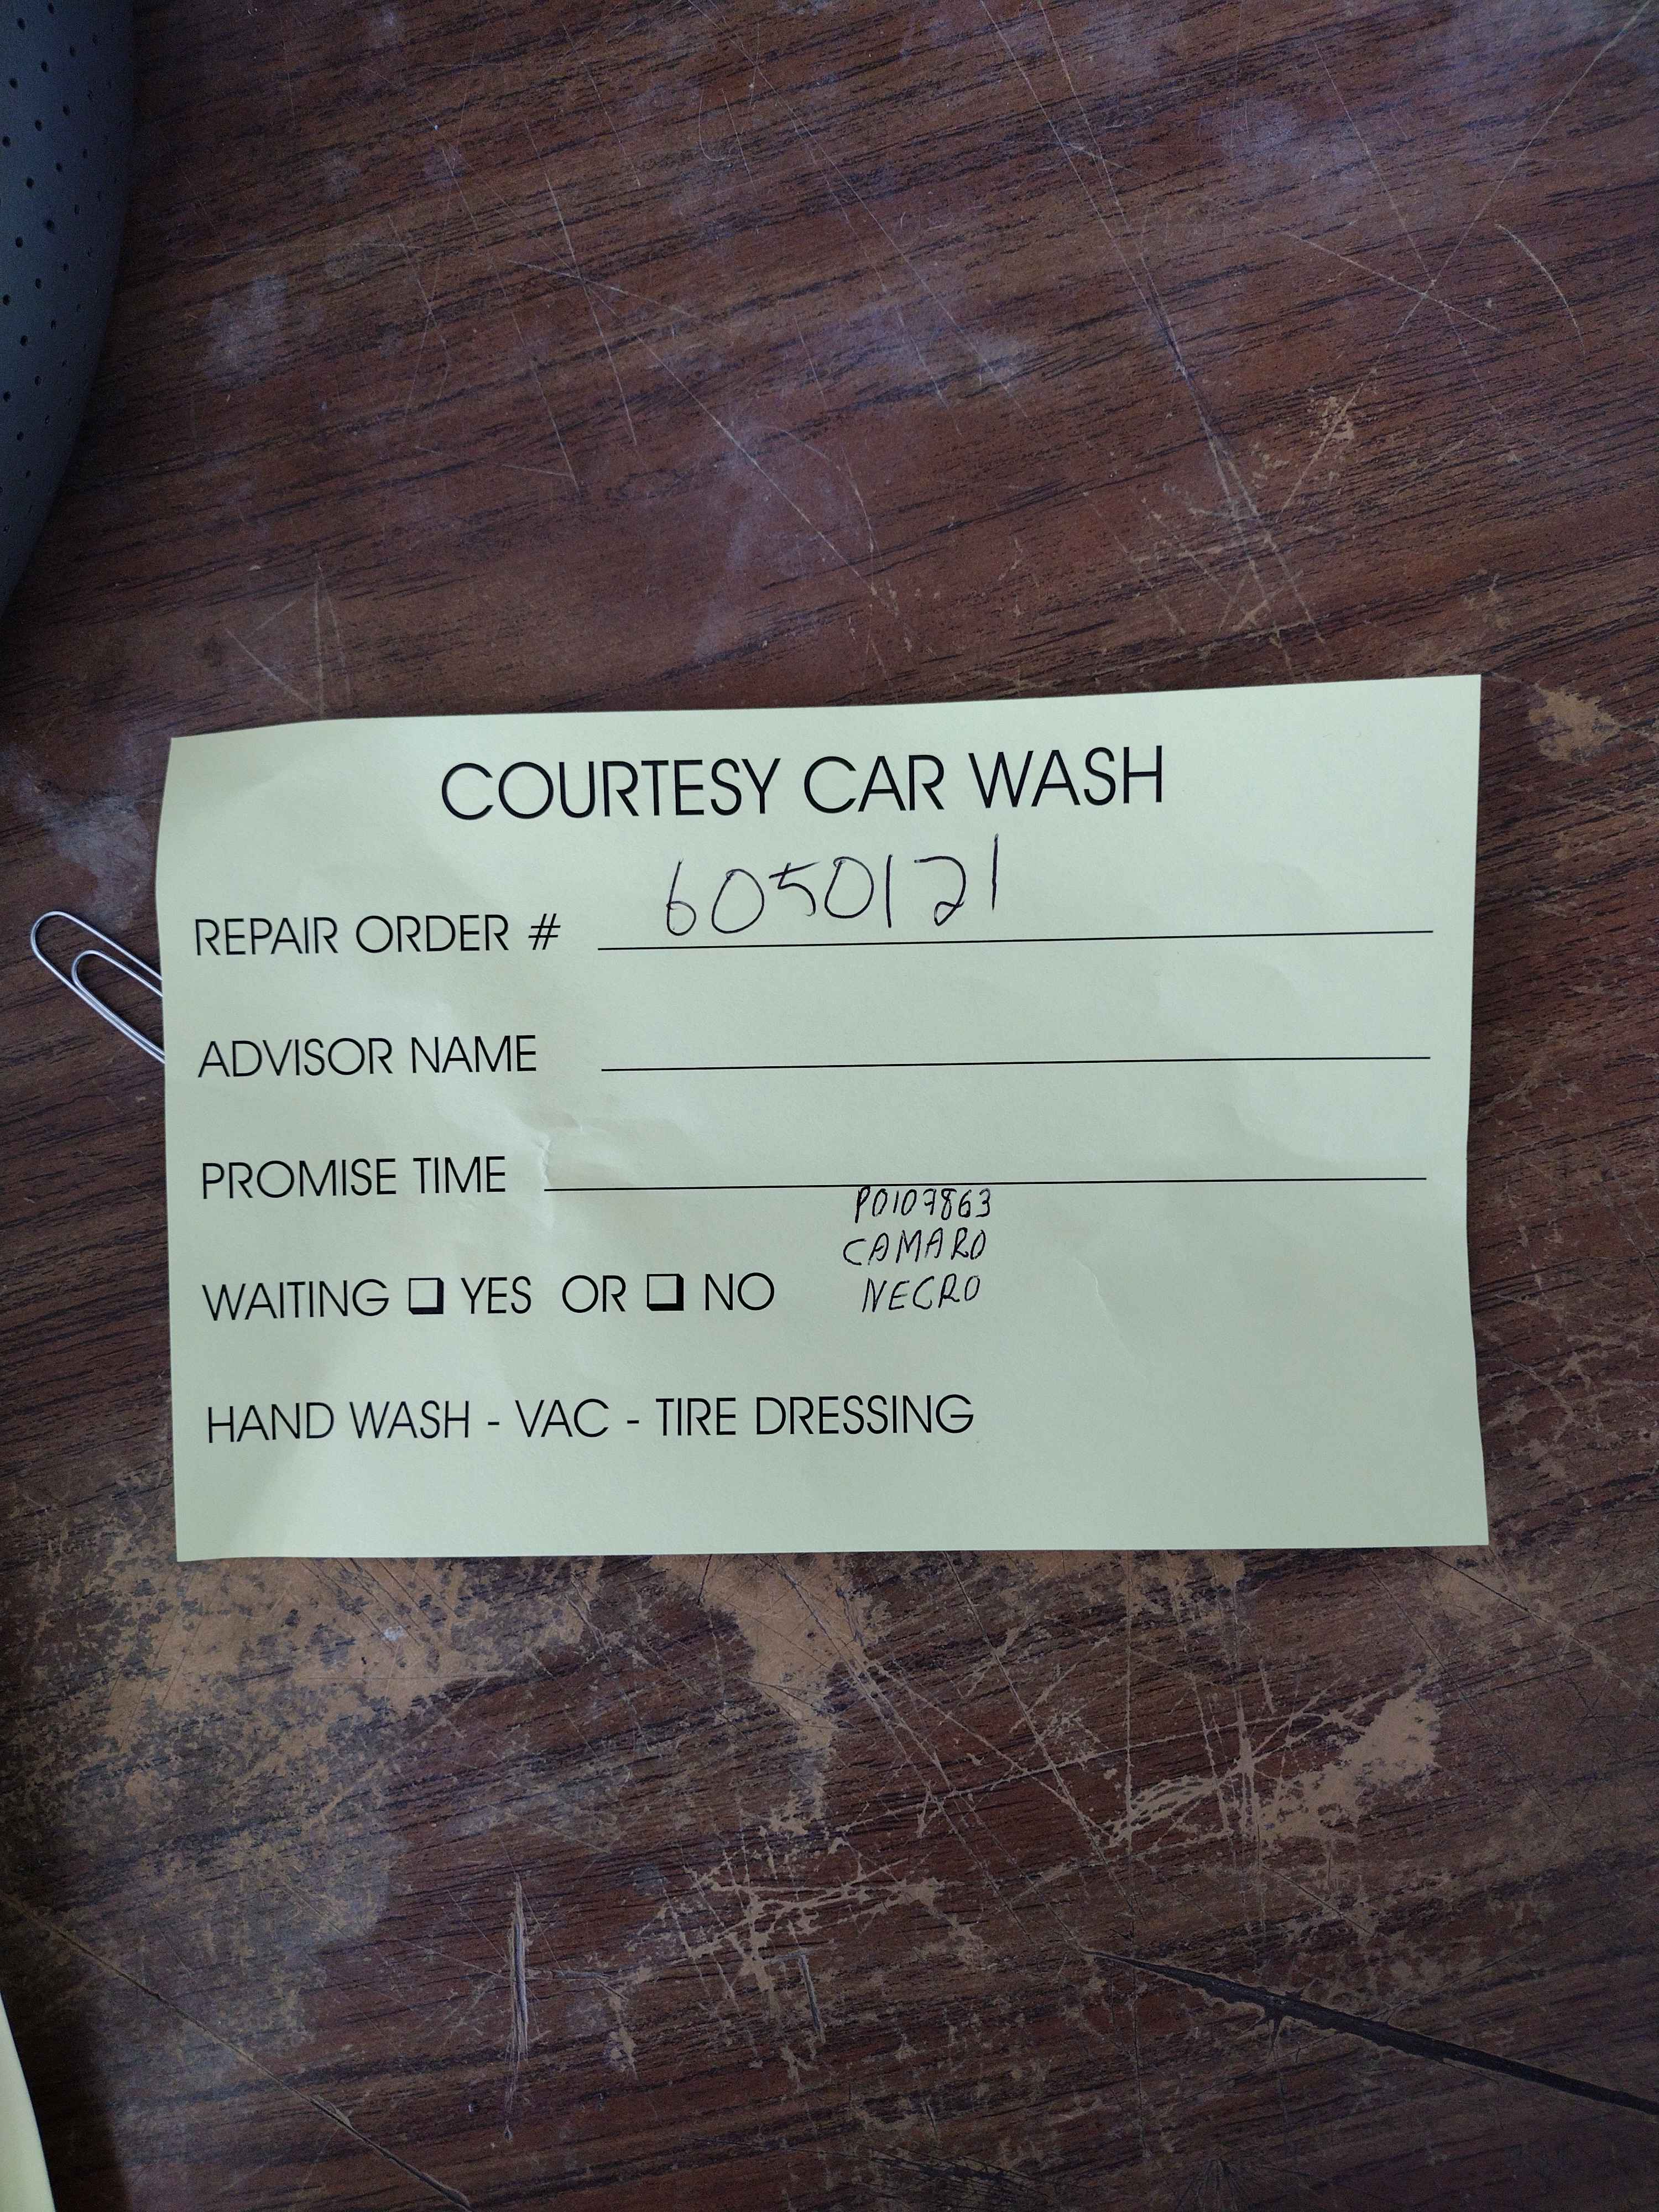 COURTESY CAR WASH
REPAIR ORDER # 6050121
ADVISOR NAME
PROMISE TIME
P0107863
CAMARO
WAITING ❑ YES OR ❑ NO NEGRO
HAND WASH - VAC - TIRE DRESSING